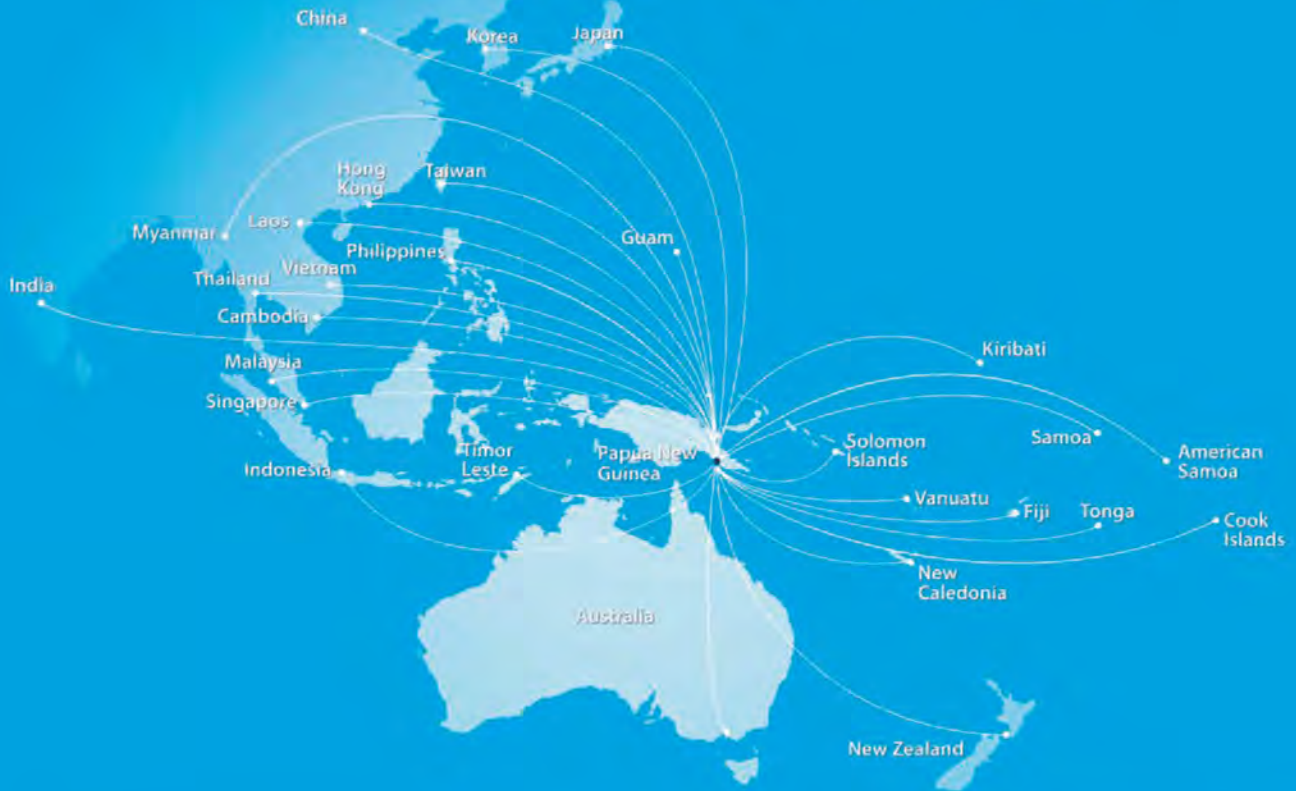 China
Korea
Japan
Hong
Kong
Taiwan
Laos
Myanmar
Guam
Philippines
Vietnam
Thailand
India
Cambodia
Kiribati
Malaysia
Singapore
Samoa
Solomon
Islands
American
Samoa
Timor
Leste
Papua New
Guinea
Indonesia
Vanuatu
Fiji
Tonga
Cook
Islands
New
Caledonia
Australia
New Zealand